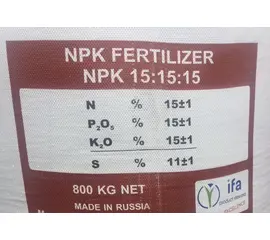 NPK FERTILIZER
NPK 15:15:15
N % 15±1
P₂O₅ % 15±1
K₂O % 15±1
S % 11±1
800 KG NET
MADE IN RUSSIA
ifa